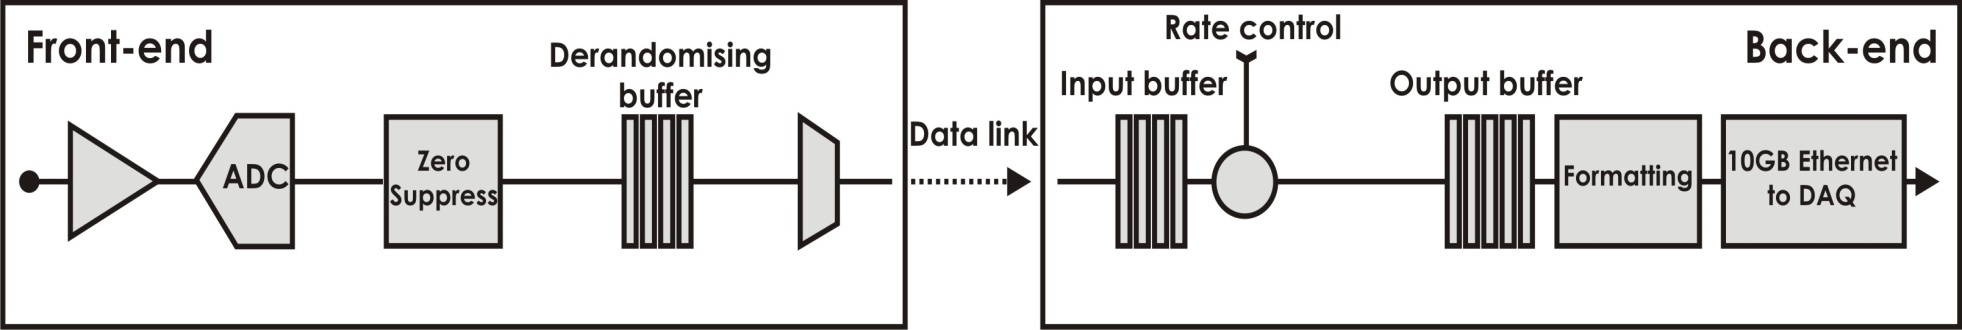 Front-end
ADC
Zero
Suppress
Derandomising
buffer
Data link
Rate control
Input buffer
Output buffer
Back-end
Formatting
10GB Ethernet
to DAQ